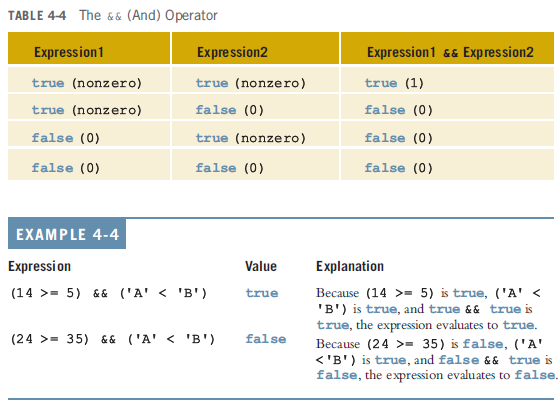 TABLE 4-4 The && (And) Operator
Expression1 Expression2 Expression1 && Expression2
true (nonzero) true (nonzero) true (1)
true (nonzero) false (0) false (0)
false (0) true (nonzero) false (0)
false (0) false (0) false (0)
EXAMPLE 4-4
Expression Value Explanation
(14 >= 5) && ('A' < 'B') true Because (14 >= 5) is true, ('A' <
'B') is true, and true && true is
true, the expression evaluates to true.
(24 >= 35) && ('A' < 'B') false Because (24 >= 35) is false, ('A'
<'B') is true, and false && true is
false, the expression evaluates to false.